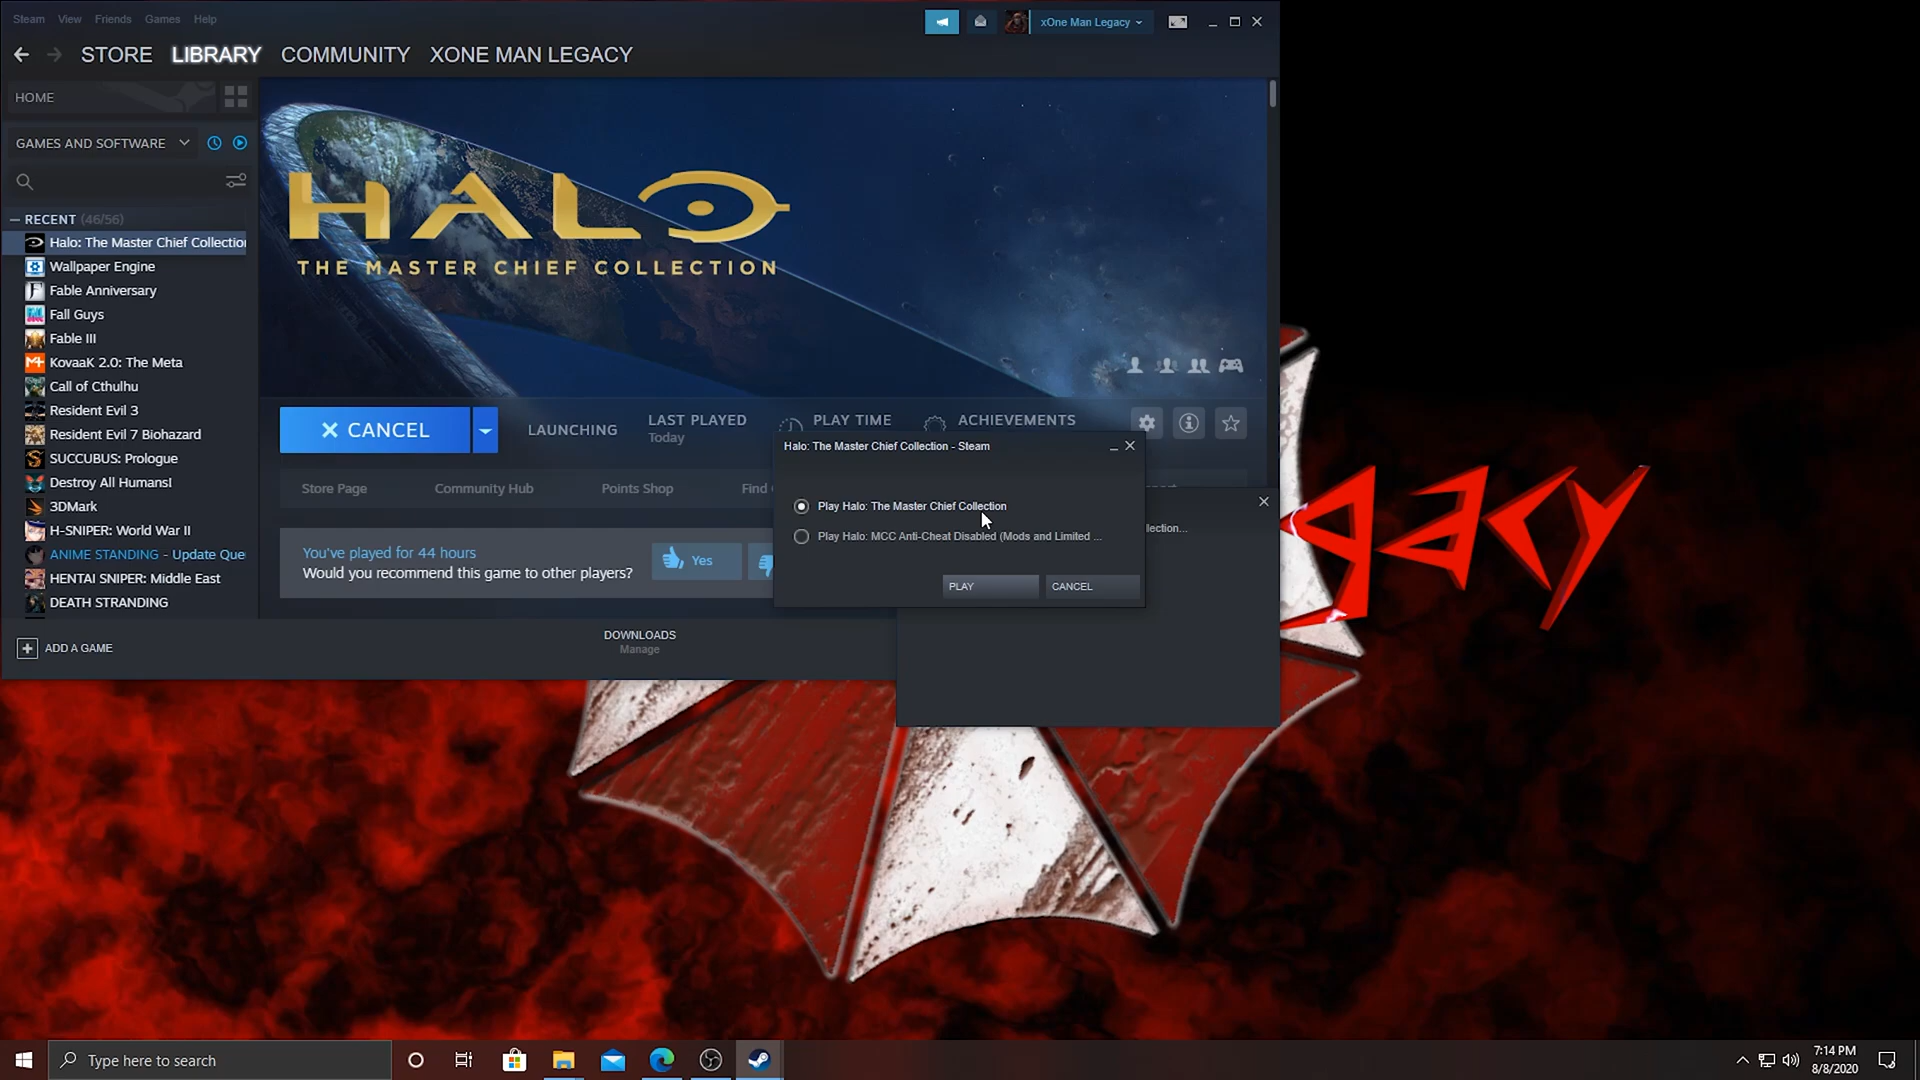 Steam View Friends Games Help
xOne Man Legacy
STORE LIBRARY COMMUNITY XONE MAN LEGACY
HOME
GAMES AND SOFTWARE
RECENT (46/56)
Halo: The Master Chief Collection
Wallpaper Engine
Fable Anniversary
Fall Guys
Fable III
KovaaK 2.0: The Meta
Call of Cthulhu
Resident Evil 3
Resident Evil 7 Biohazard
SUCCUBUS: Prologue
Destroy All Humans!
3DMark
H-SNIPER: World War II
ANIME STANDING - Update Que
HENTAI SNIPER: Middle East
DEATH STRANDING
ADD A GAME
HALO
THE MASTER CHIEF COLLECTION
CANCEL
LAUNCHING
LAST PLAYED
Today
PLAY TIME
ACHIEVEMENTS
Store Page Community Hub Points Shop Find
You've played for 44 hours
Would you recommend this game to other players?
Yes
Halo: The Master Chief Collection - Steam
Play Halo: The Master Chief Collection
Play Halo: MCC Anti-Cheat Disabled (Mods and Limited ...
PLAY CANCEL
lection...
DOWNLOADS
Manage
gacy
Type here to search
7:14 PM
8/8/2020